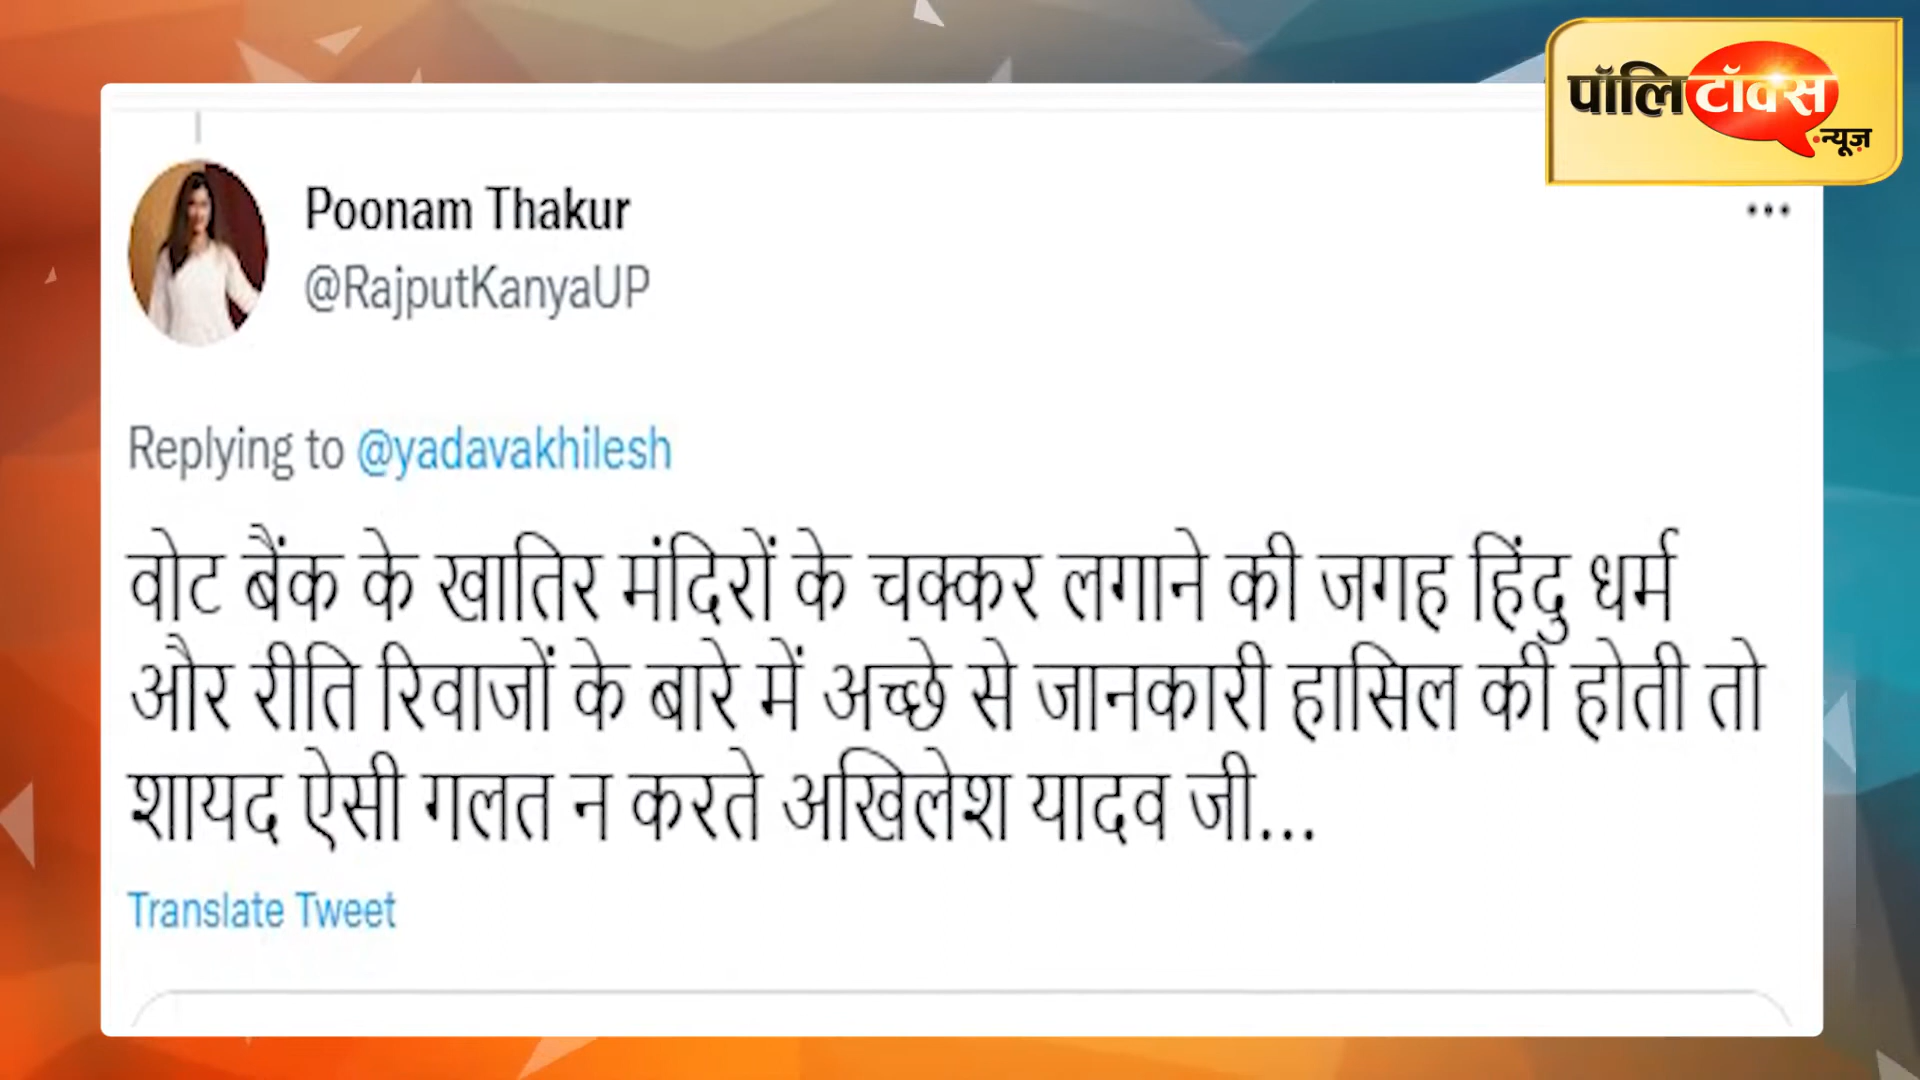 पॉलिटॉक्स
न्यूज़
Poonam Thakur
@RajputKanyaUP
Replying to @yadavakhilesh
वोट बैंक के खातिर मंदिरों के चक्कर लगाने की जगह हिंदु धर्म
और रीति रिवाजों के बारे में अच्छे से जानकारी हासिल की होती तो
शायद ऐसी गलत न करते अखिलेश यादव जी...
Translate Tweet